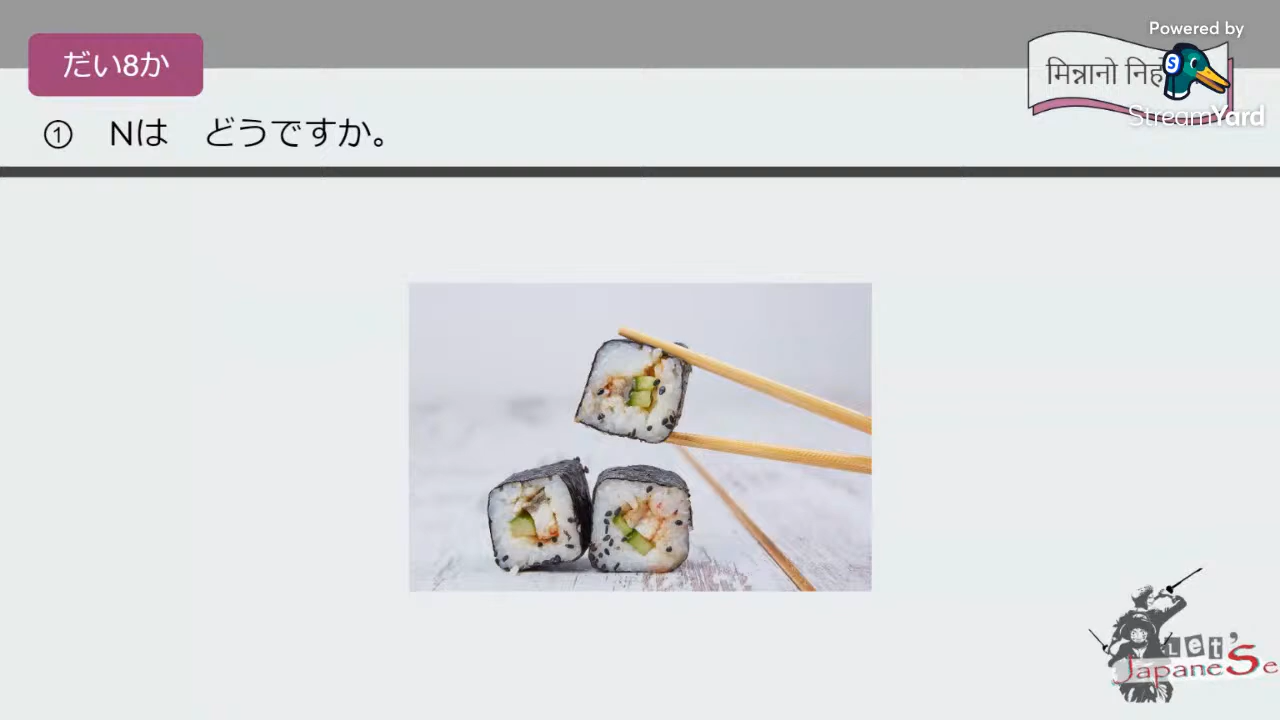 だい8か
① Nは どうですか。
मिन्नानो
Powered by
StreamYard
Let's
JapaneSe